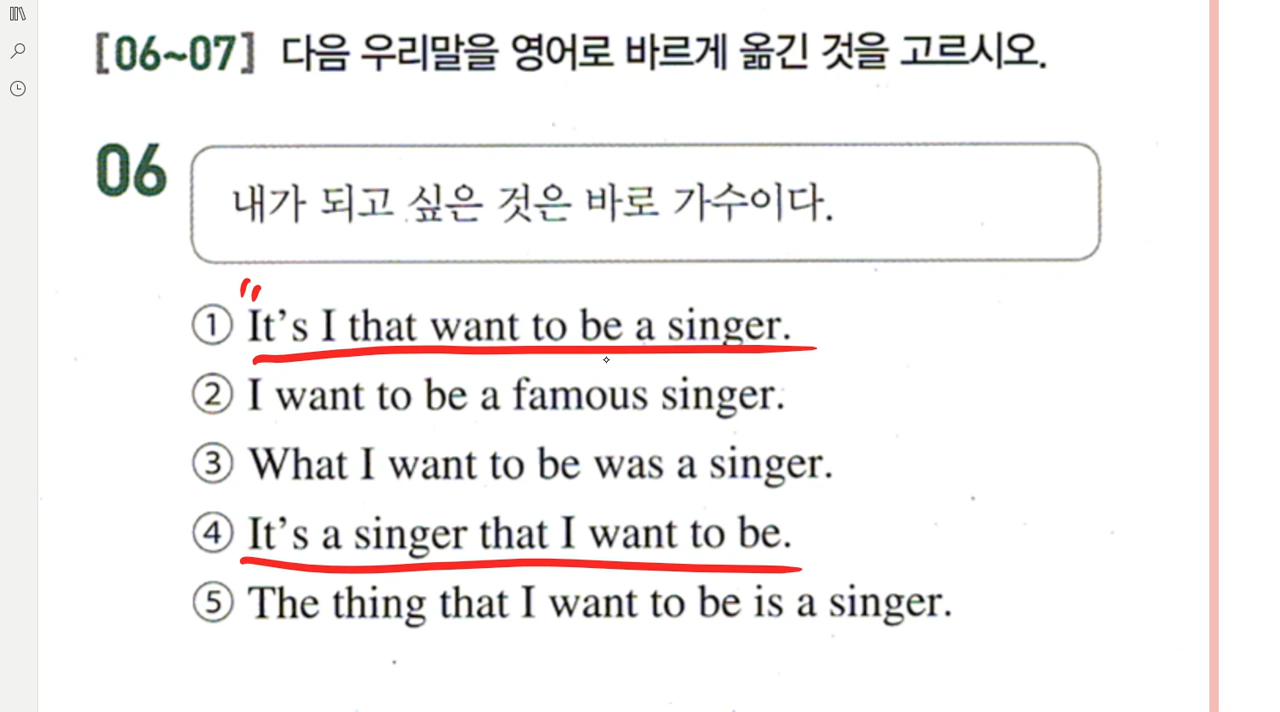 [06~07] 다음 우리말을 영어로 바르게 옮긴 것을 고르시오.
06
내가 되고 싶은 것은 바로 가수이다.
① It's I that want to be a singer.
② I want to be a famous singer.
③ What I want to be was a singer.
④ It's a singer that I want to be.
⑤ The thing that I want to be is a singer.